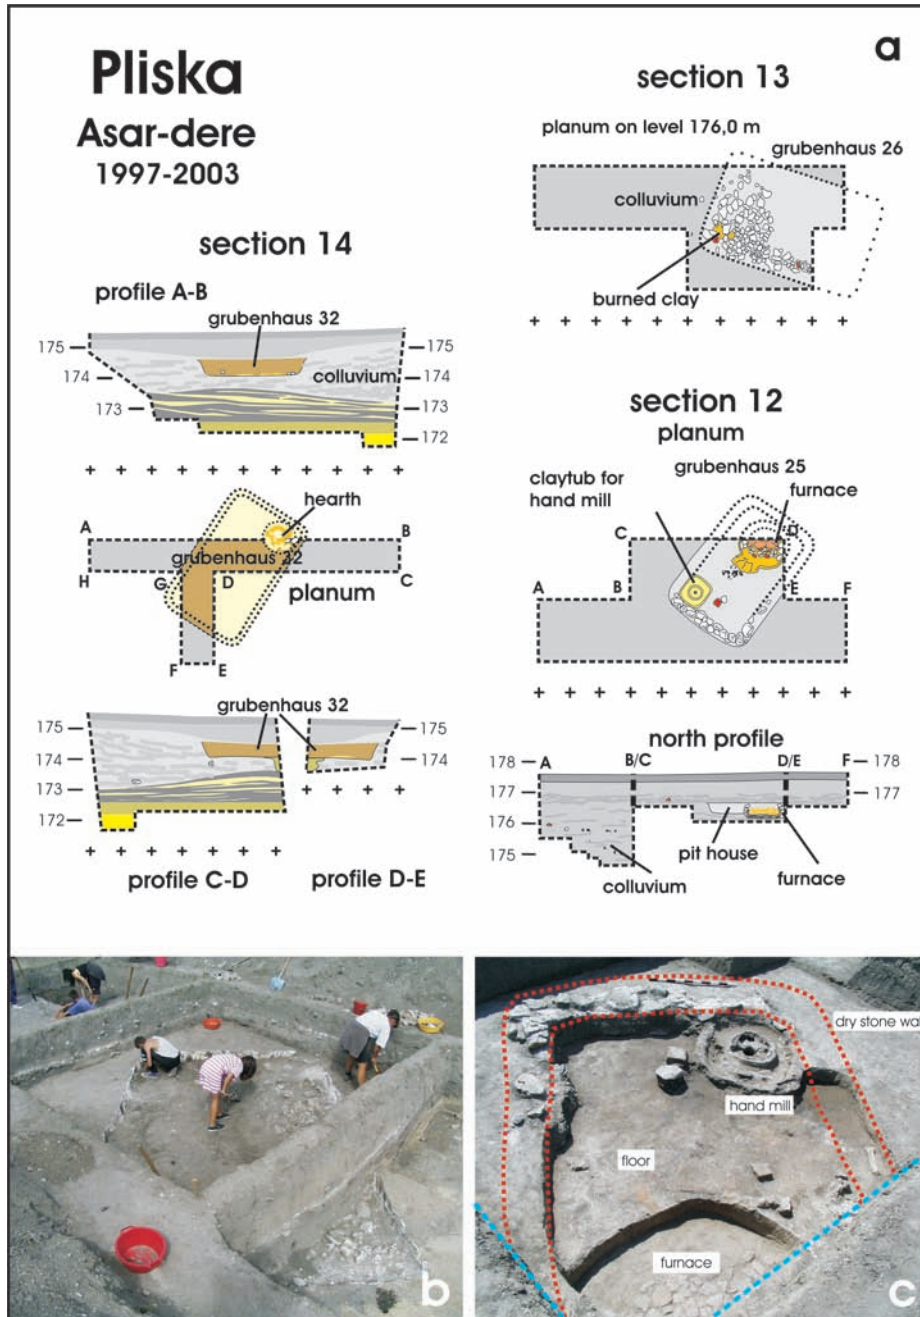 a
Pliska
Asar-dere
1997-2003
section 14
profile A-B
grubenhaus 32
175
174
173
colluvium
175
174
173
172
hearth
A
B
grubenhaus 32
H
G
D
C
planum
F
E
grubenhaus 32
175
174
173
172
175
174
profile C-D
profile D-E
section 13
planum on level 176,0 m
grubenhaus 26
colluvium
burned clay
section 12
planum
grubenhaus 25
claytub for
hand mill
furnace
C
D
A
B
E
F
north profile
178
A
B/C
D/E
F
178
177
177
176
175
pit house
colluvium
furnace
b
dry stone wa
hand mill
floor
furnace
c